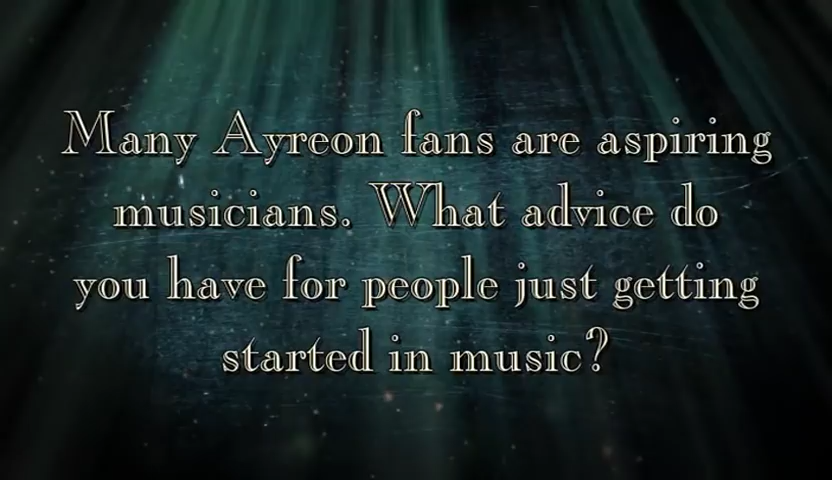 Many Ayreon fans are aspiring
musicians. What advice do
you have for people just getting
started in music?